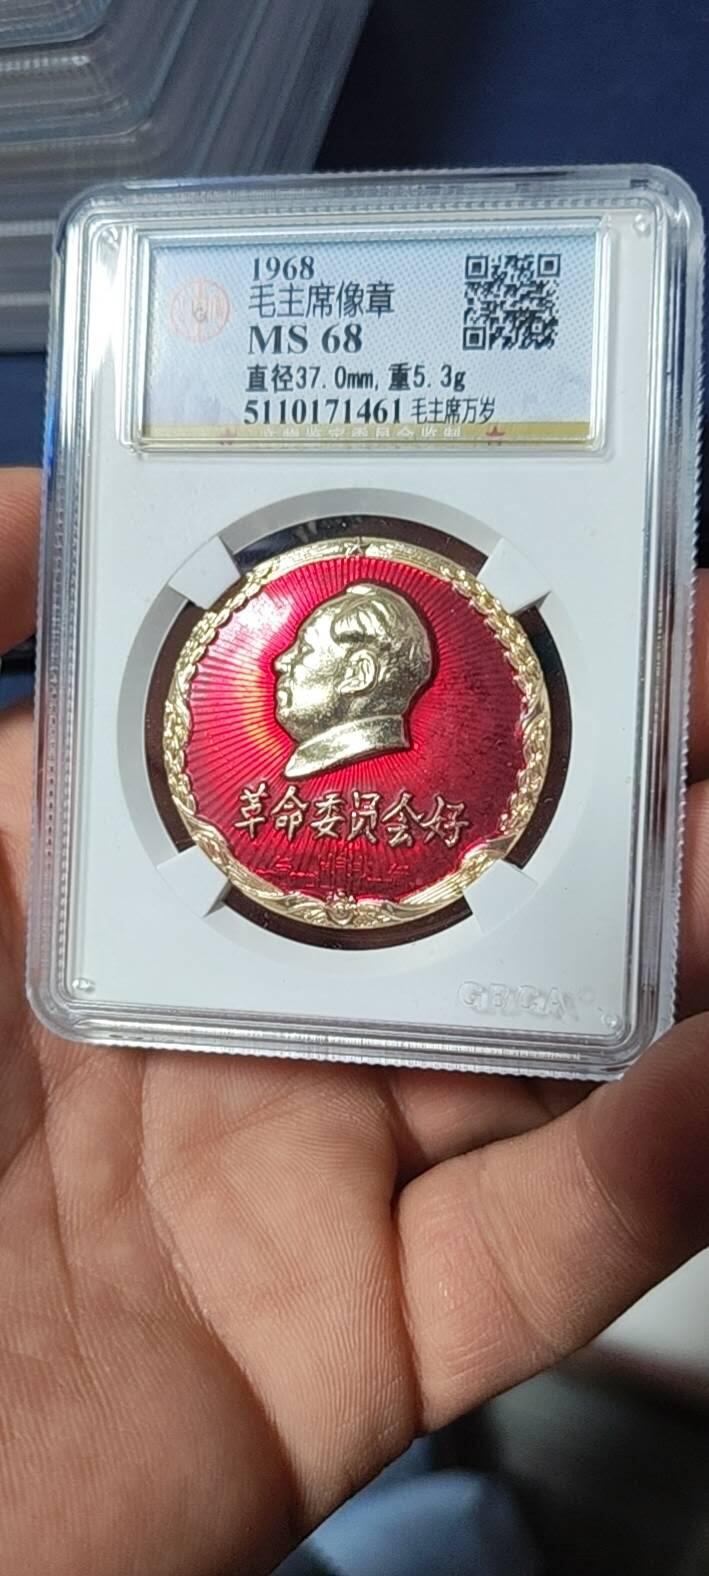 1968
毛主席像章
MS 68
直径37.0mm,重5.3g
5110171461 毛主席万岁
革命委员会好
GBCA